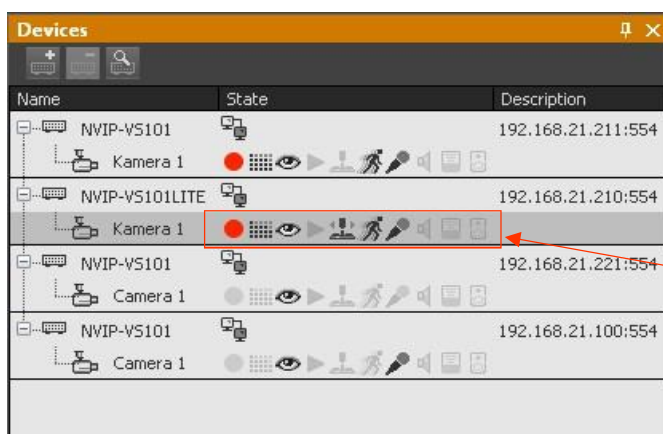 Devices
Name State Description
NVIP-VS101 192.168.21.211:554
Kamera 1
NVIP-VS101LITE 192.168.21.210:554
Kamera 1
NVIP-VS101 192.168.21.221:554
Camera 1
NVIP-VS101 192.168.21.100:554
Camera 1